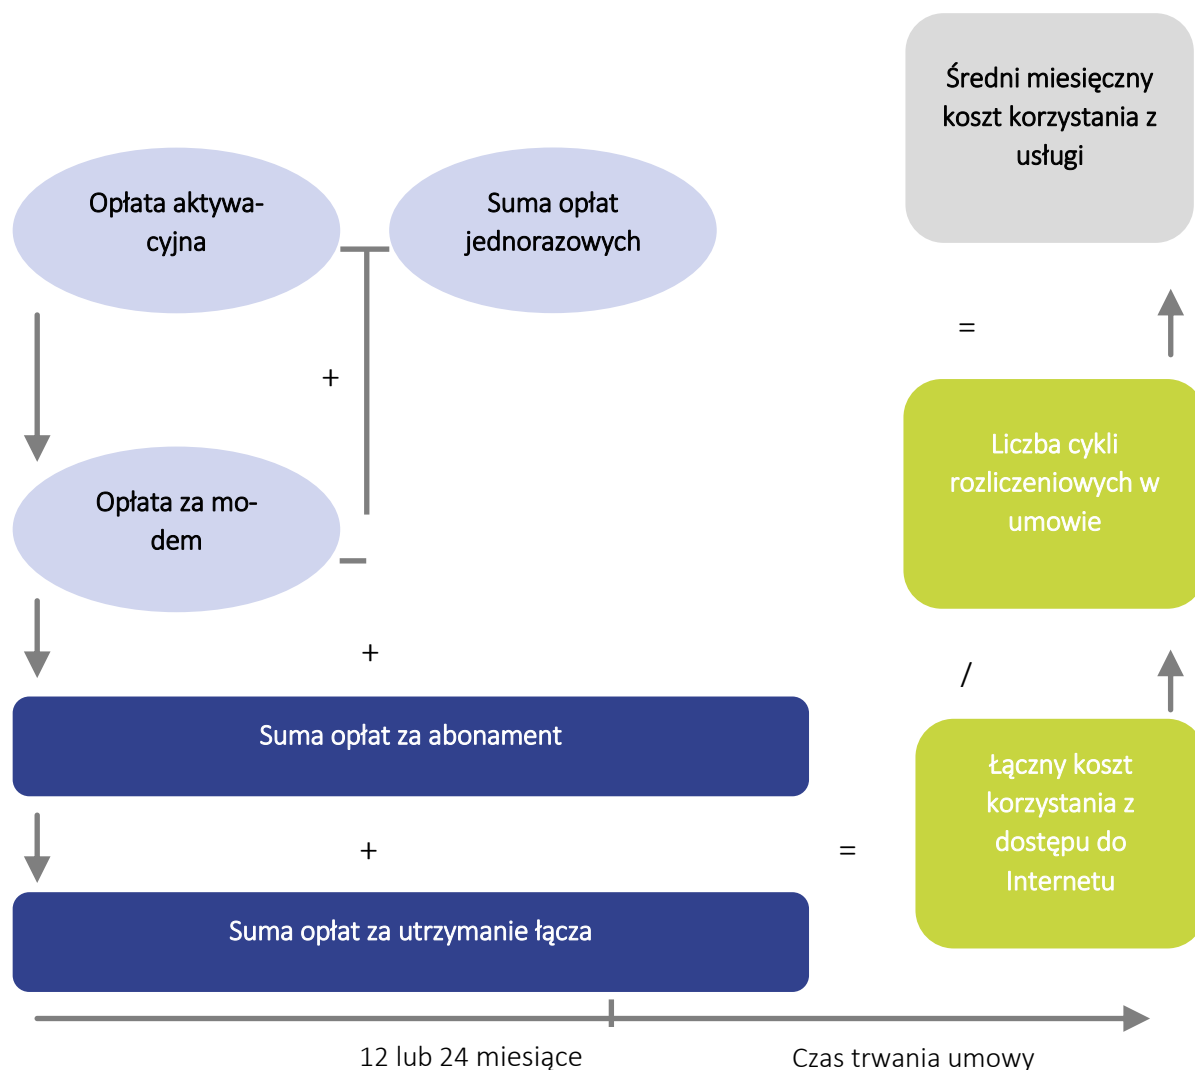 Średni miesięczny
koszt korzystania z
usługi
Opłata aktywa-
cyjna
Suma opłat
jednorazowych
=
+
Liczba cykli
rozliczeniowych w
umowie
Opłata za mo-
dem
+
/
Suma opłat za abonament
Łączny koszt
korzystania z
dostępu do
Internetu
+
=
Suma opłat za utrzymanie łącza
12 lub 24 miesiące
Czas trwania umowy